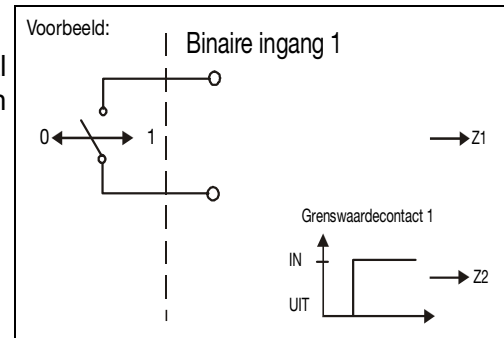 Voorbeeld:
Binaire ingang 1
0 1
Z1
Grenswaardecontact 1
IN
Z2
UIT